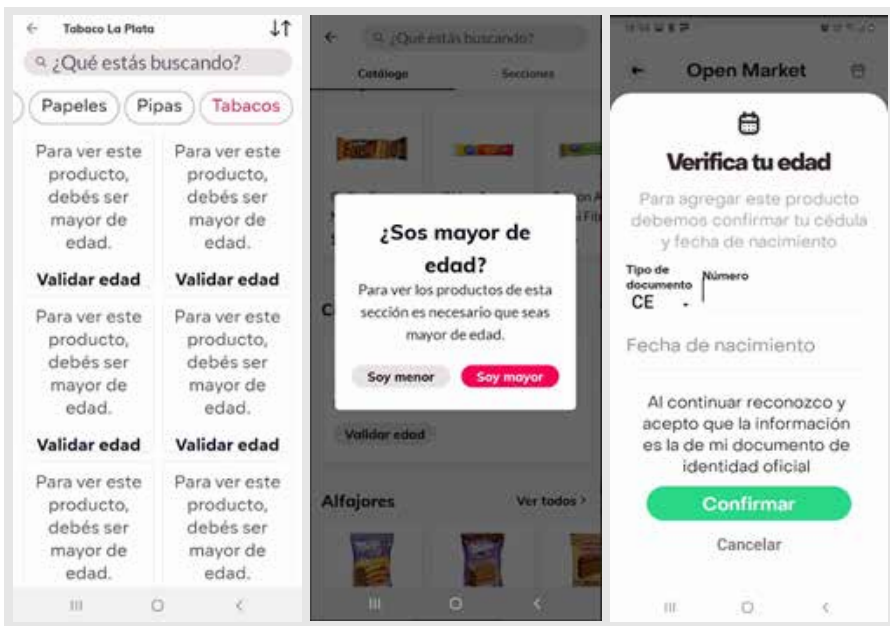 Tabaco La Plata
¿Qué estás buscando?
Papeles
Pipas
Tabacos
Para ver este
producto,
debés ser
mayor de
edad.
Validar edad
Para ver este
producto,
debés ser
mayor de
edad.
Validar edad
Para ver este
producto,
debés ser
mayor de
edad.
Validar edad
Para ver este
producto,
debés ser
mayor de
edad.
Validar edad
Para ver este
producto,
debés ser
mayor de
edad.
Para ver este
producto,
debés ser
mayor de
edad.
¿Qué estás buscando?
Catálogo
Secciones
¿Sos mayor de
edad?
Para ver los productos de esta
sección es necesario que seas
mayor de edad.
Soy menor
Soy mayor
Validar edad
Alfajores
Ver todos >
Open Market
Verifica tu edad
Para agregar este producto
debemos confirmar tu cédula
y fecha de nacimiento
Tipo de
documento
CE
Número
Fecha de nacimiento
Al continuar reconozco y
acepto que la información
es la de mi documento de
identidad oficial
Confirmar
Cancelar